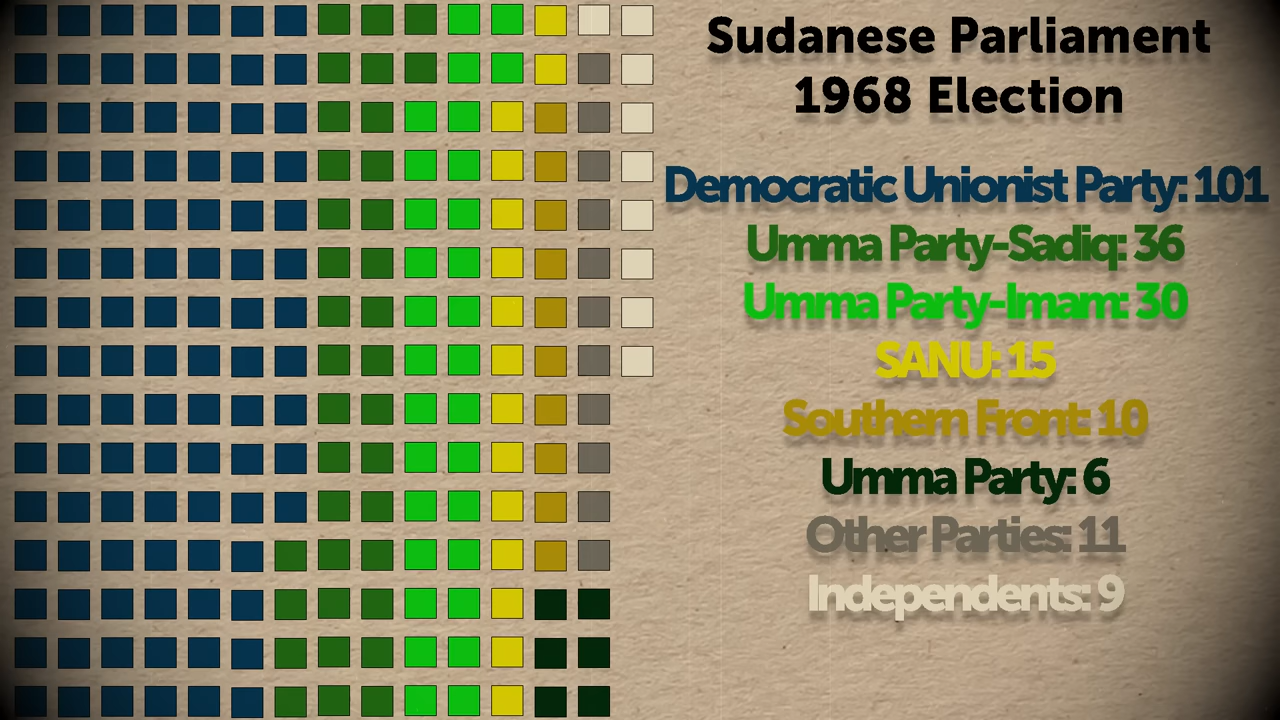 Sudanese Parliament
1968 Election
Democratic Unionist Party: 101
Umma Party-Sadiq: 36
Umma Party-Imam: 30
SANU: 15
Southern Front: 10
Umma Party: 6
Other Parties: 11
Independents: 9